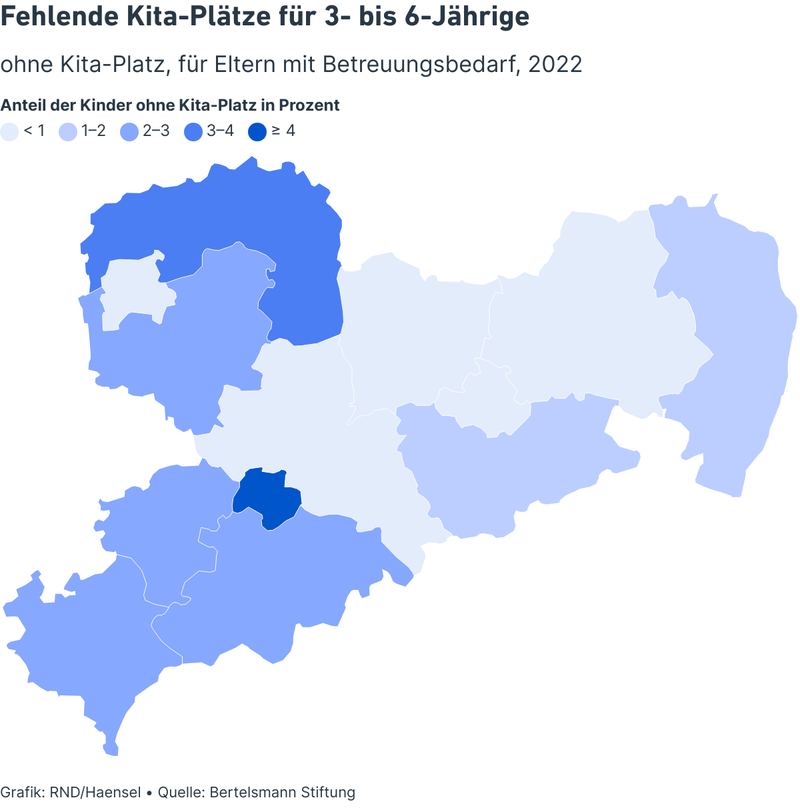 Fehlende Kita-Plätze für 3- bis 6-Jährige
ohne Kita-Platz, für Eltern mit Betreuungsbedarf, 2022
Anteil der Kinder ohne Kita-Platz in Prozent
< 1 1–2 2–3 3–4 ≥ 4
Grafik: RND/Haensel • Quelle: Bertelsmann Stiftung